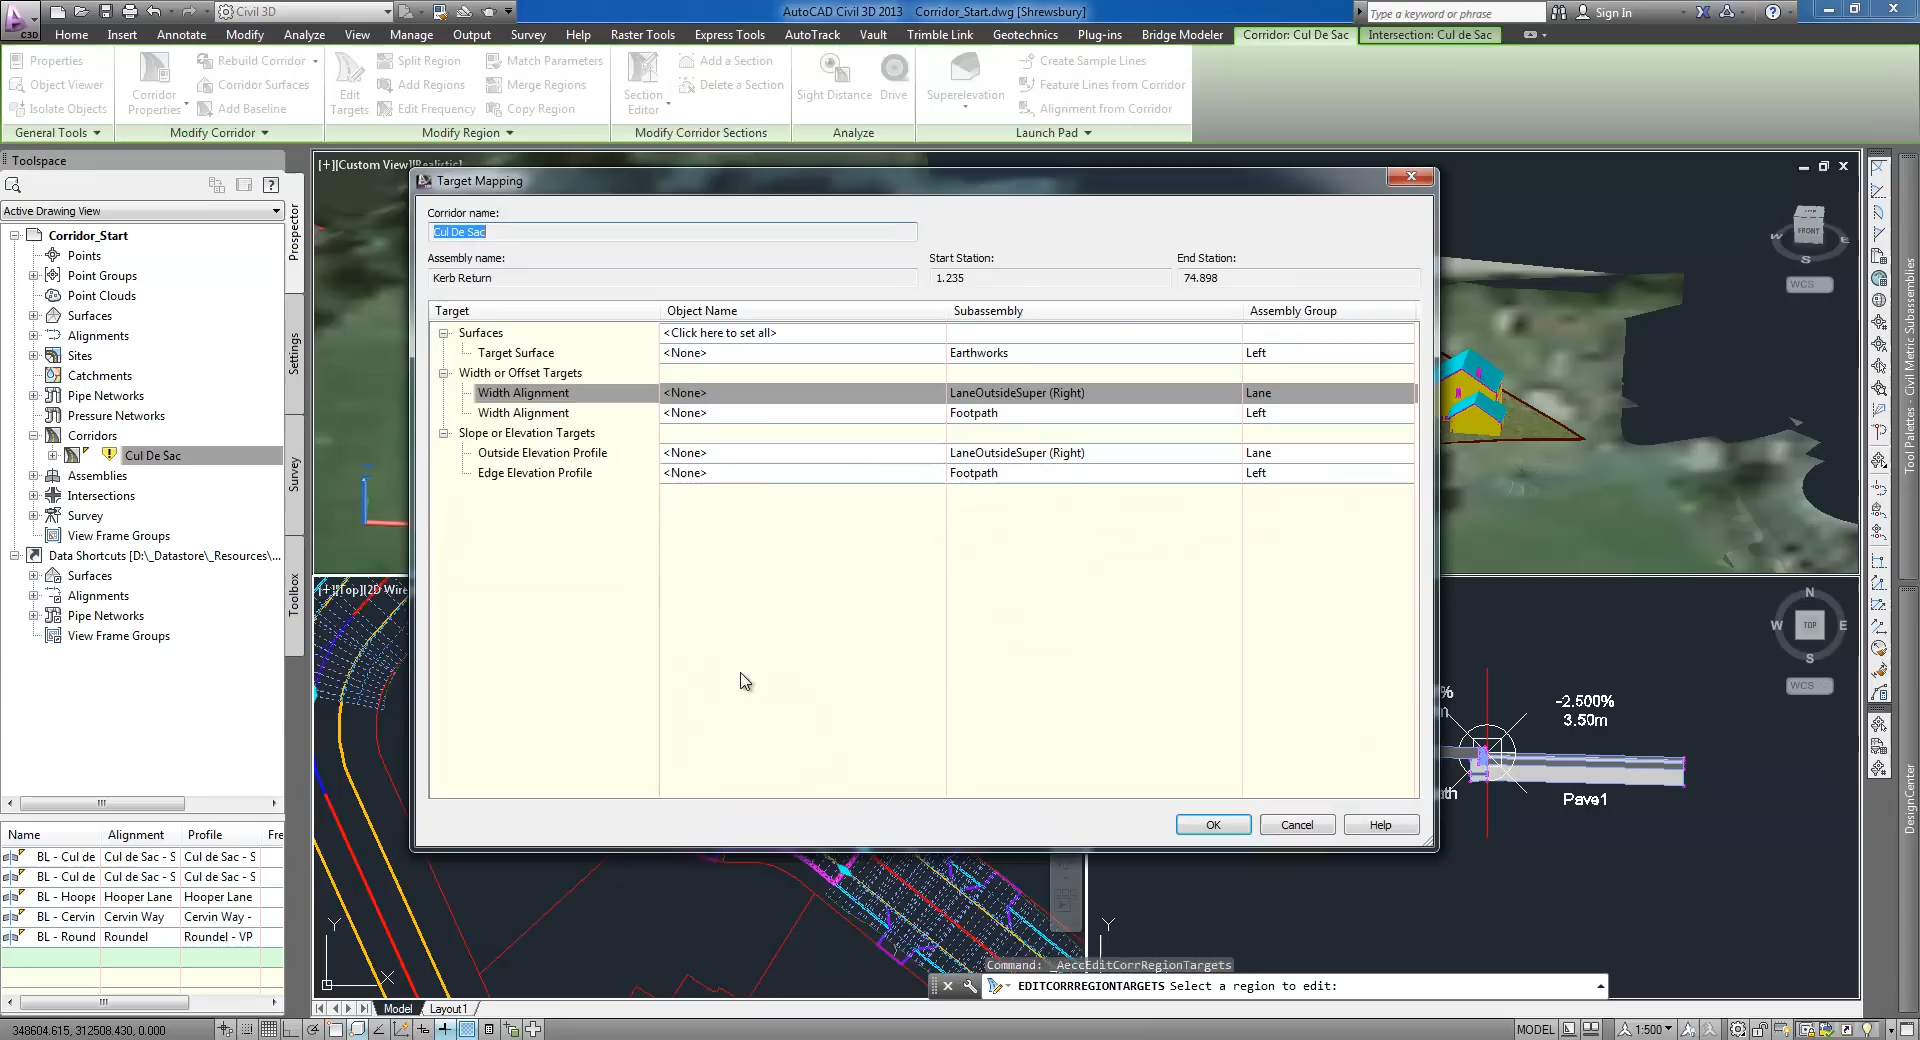 Civil 3D
AutoCAD Civil 3D 2013 Corridor_Start.dwg [Shrewsbury]
Type a keyword or phrase
Sign In
C3D
Home Insert Annotate Modify Analyze View Manage Output Survey Help Raster Tools Express Tools AutoTrack Vault Trimble Link Geotechnics Plug-ins Bridge Modeler Corridor: Cul De Sac Intersection: Cul de Sac
Properties
Object Viewer
Isolate Objects
General Tools
Corridor Properties
Rebuild Corridor
Corridor Surfaces
Add Baseline
Modify Corridor
Edit Targets
Split Region
Add Regions
Edit Frequency
Match Parameters
Merge Regions
Copy Region
Modify Region
Section Editor
Add a Section
Delete a Section
Modify Corridor Sections
Sight Distance
Drive
Analyze
Superelevation
Create Sample Lines
Feature Lines from Corridor
Alignment from Corridor
Launch Pad
Toolspace
Active Drawing View
Corridor_Start
Points
Point Groups
Point Clouds
Surfaces
Alignments
Sites
Catchments
Pipe Networks
Pressure Networks
Corridors
Cul De Sac
Assemblies
Intersections
Survey
View Frame Groups
Data Shortcuts [D:\_Datastore\_Resources\...
Surfaces
Alignments
Pipe Networks
View Frame Groups
Prospector
Settings
Survey
Toolbox
Name Alignment Profile Fre
BL - Cul de Cul de Sac - S Cul de Sac - S
BL - Cul de Cul de Sac - S Cul de Sac - S
BL - Hoope Hooper Lane Hooper Lane
BL - Cervin Cervin Way Cervin Way -
BL - Round Roundel Roundel - VP
[+][Custom View][Realistic]
Target Mapping
Corridor name:
Cul De Sac
Assembly name:
Kerb Return
Start Station:
1.235
End Station:
74.898
Target Object Name Subassembly Assembly Group
Surfaces <Click here to set all>
Target Surface <None> Earthworks Left
Width or Offset Targets
Width Alignment <None> LaneOutsideSuper (Right) Lane
Width Alignment <None> Footpath Left
Slope or Elevation Targets
Outside Elevation Profile <None> LaneOutsideSuper (Right) Lane
Edge Elevation Profile <None> Footpath Left
OK Cancel Help
[+][Top][2D Wire
FRONT
W
E
S
WCS
N
W TOP E
S
WCS
-2.500%
3.50m
Pave1
Y
X
Y
Command: _AeccEditCorrRegionTargets
EDITCORRREGIONTARGETS Select a region to edit:
Model Layout1
Tool Palettes - Civil Metric Subassemblies
DesignCenter
348604.615, 312508.430, 0.000
MODEL
1:500